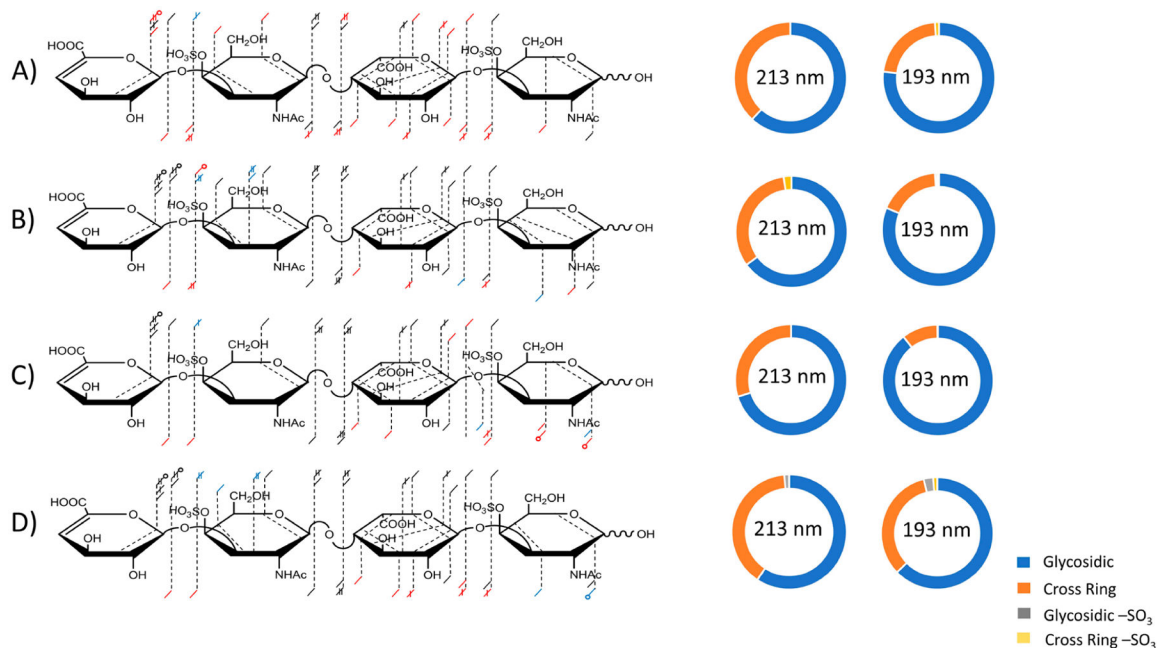 A)
HOOC O OH OH O HO₃SO CH₂OH O NHAc O COOH OH O OH O HO₃SO CH₂OH O NHAc OH
213 nm 193 nm
B)
HOOC O OH OH O HO₃SO CH₂OH O NHAc O COOH OH O OH O HO₃SO CH₂OH O NHAc OH
213 nm 193 nm
C)
HOOC O OH OH O HO₃SO CH₂OH O NHAc O COOH OH O OH O HO₃SO CH₂OH O NHAc OH
213 nm 193 nm
D)
HOOC O OH OH O HO₃SO CH₂OH O NHAc O COOH OH O OH O HO₃SO CH₂OH O NHAc OH
213 nm 193 nm
Glycosidic
Cross Ring
Glycosidic –SO₃
Cross Ring –SO₃